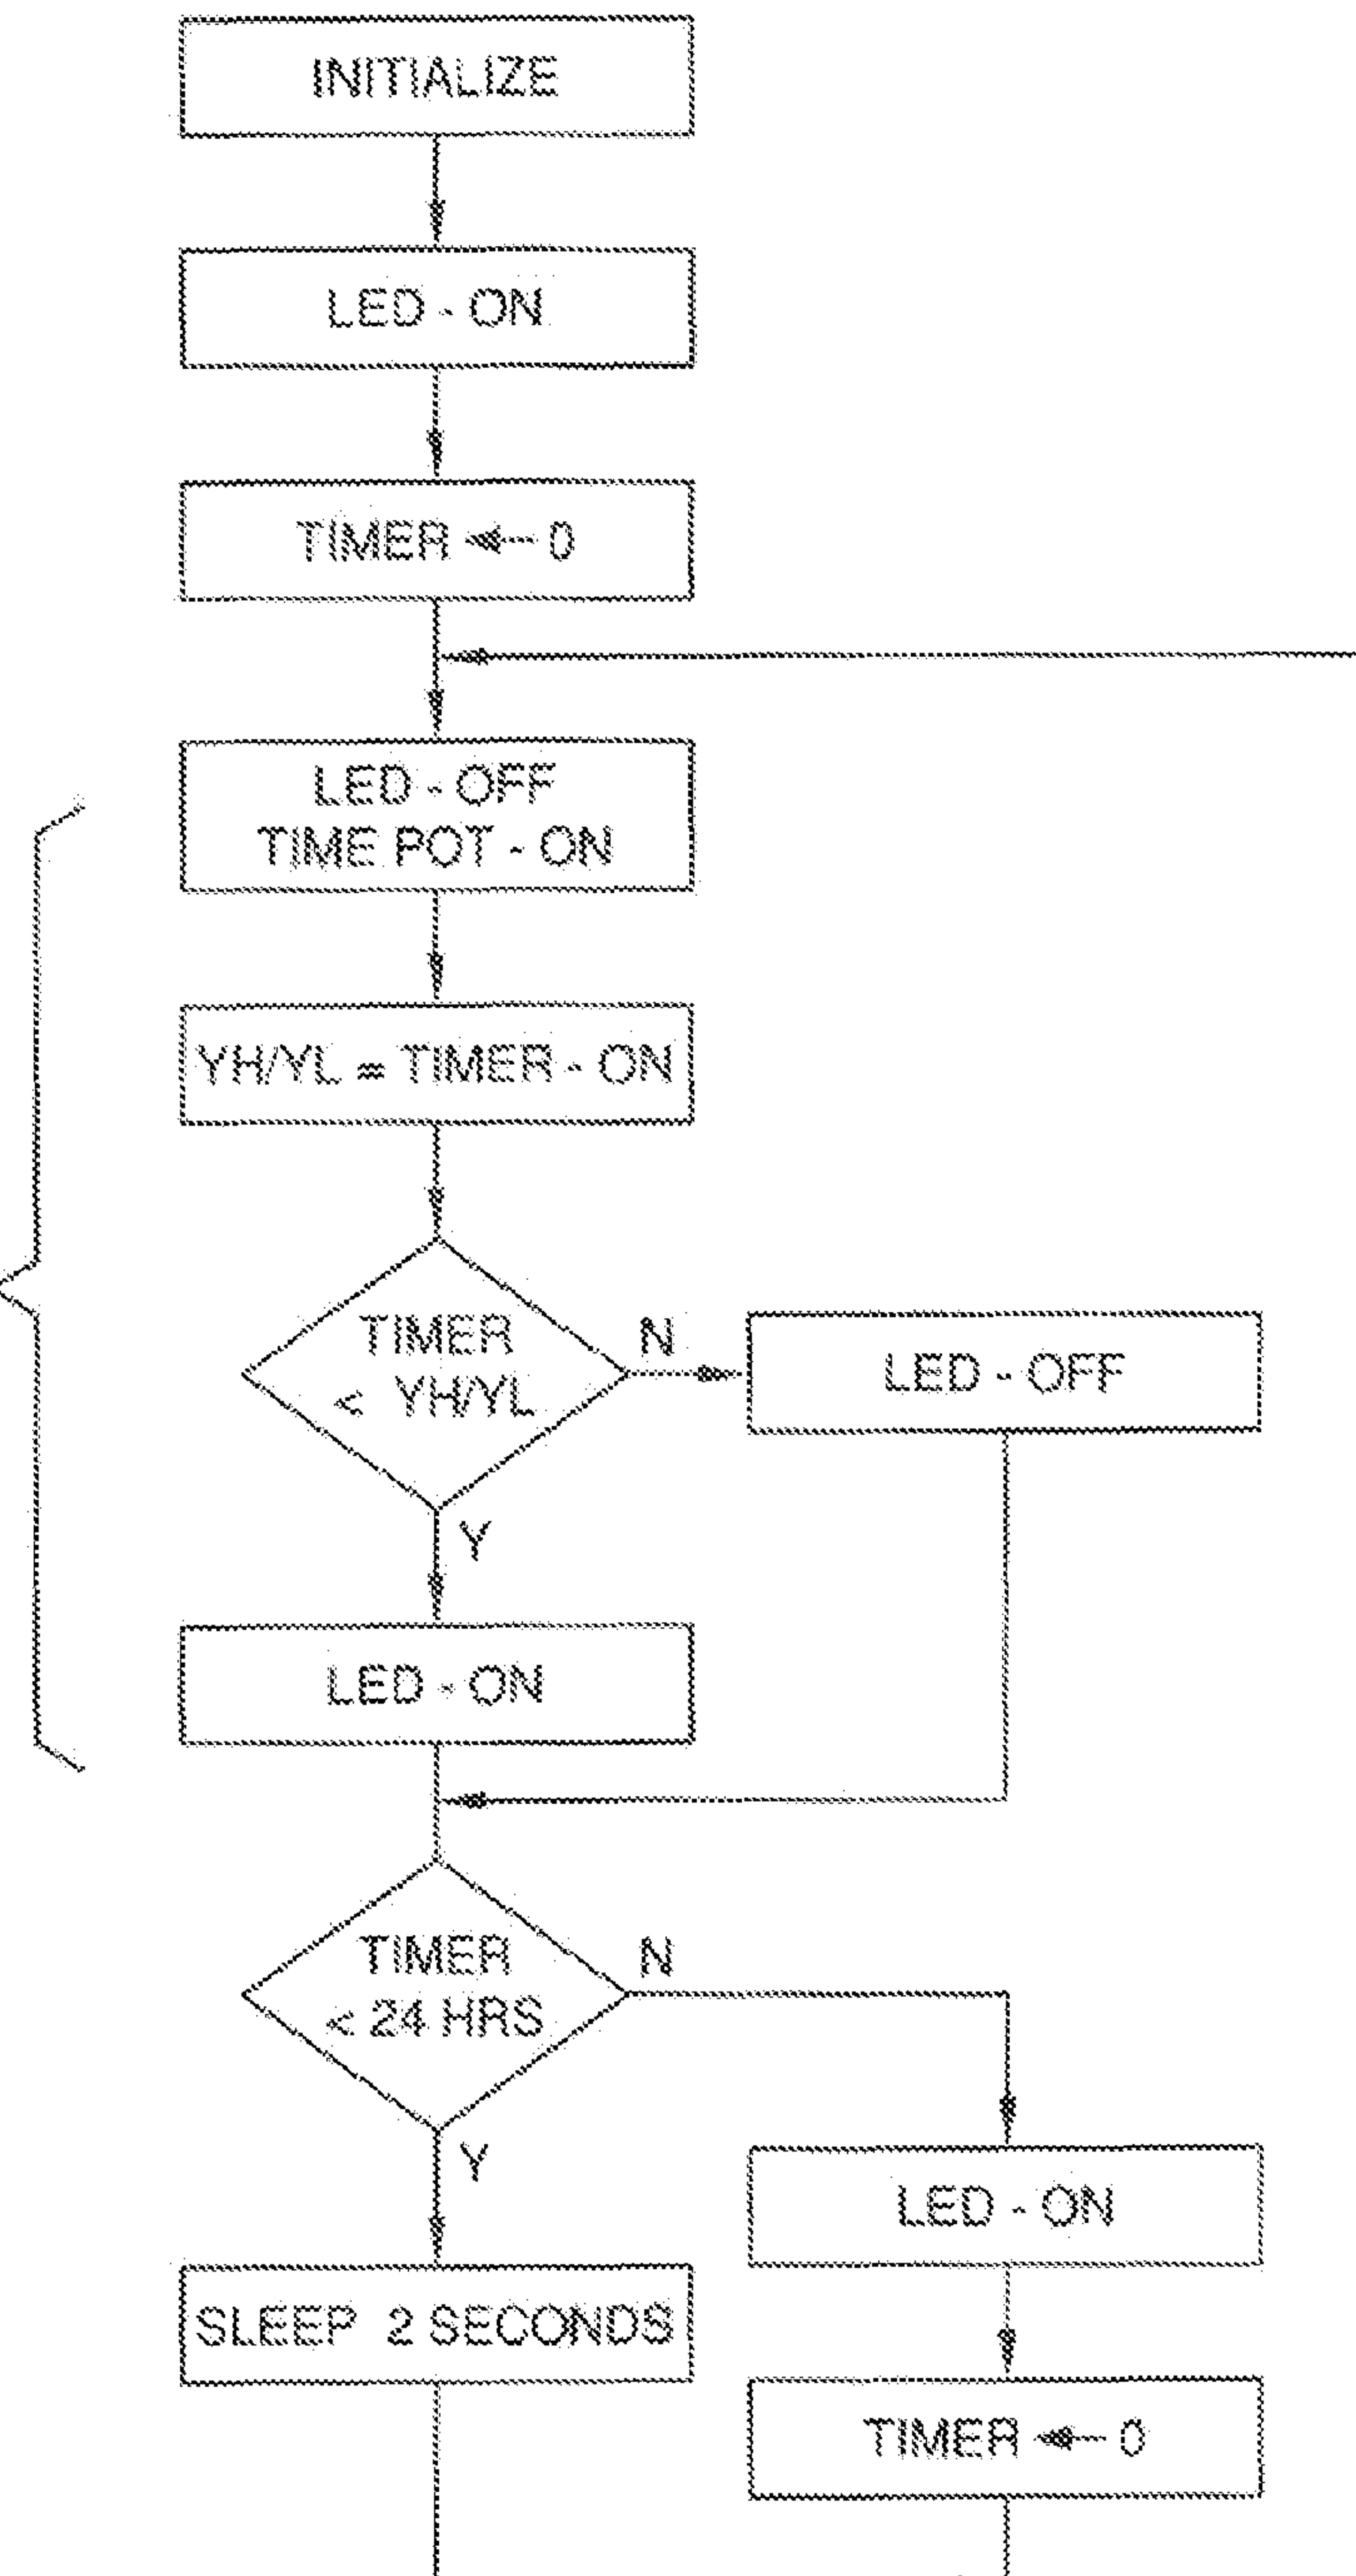 INITIALIZE
LED - ON
TIMER ◄-- 0
LED - OFF
TIME POT - ON
YH/YL = TIMER - ON
TIMER
< YH/YL
N
LED - OFF
Y
LED - ON
TIMER
< 24 HRS
N
Y
LED - ON
SLEEP 2 SECONDS
TIMER ◄-- 0